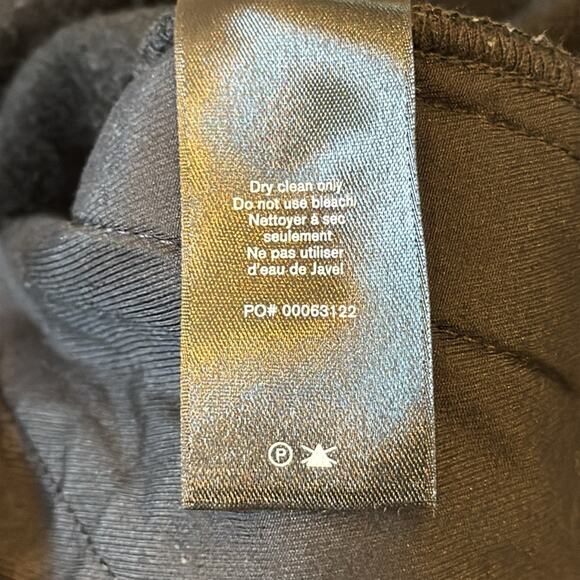 Dry clean only
Do not use bleach/
Nettoyer à sec
seulement
Ne pas utiliser
d'eau de Javel
PO# 00063122
P